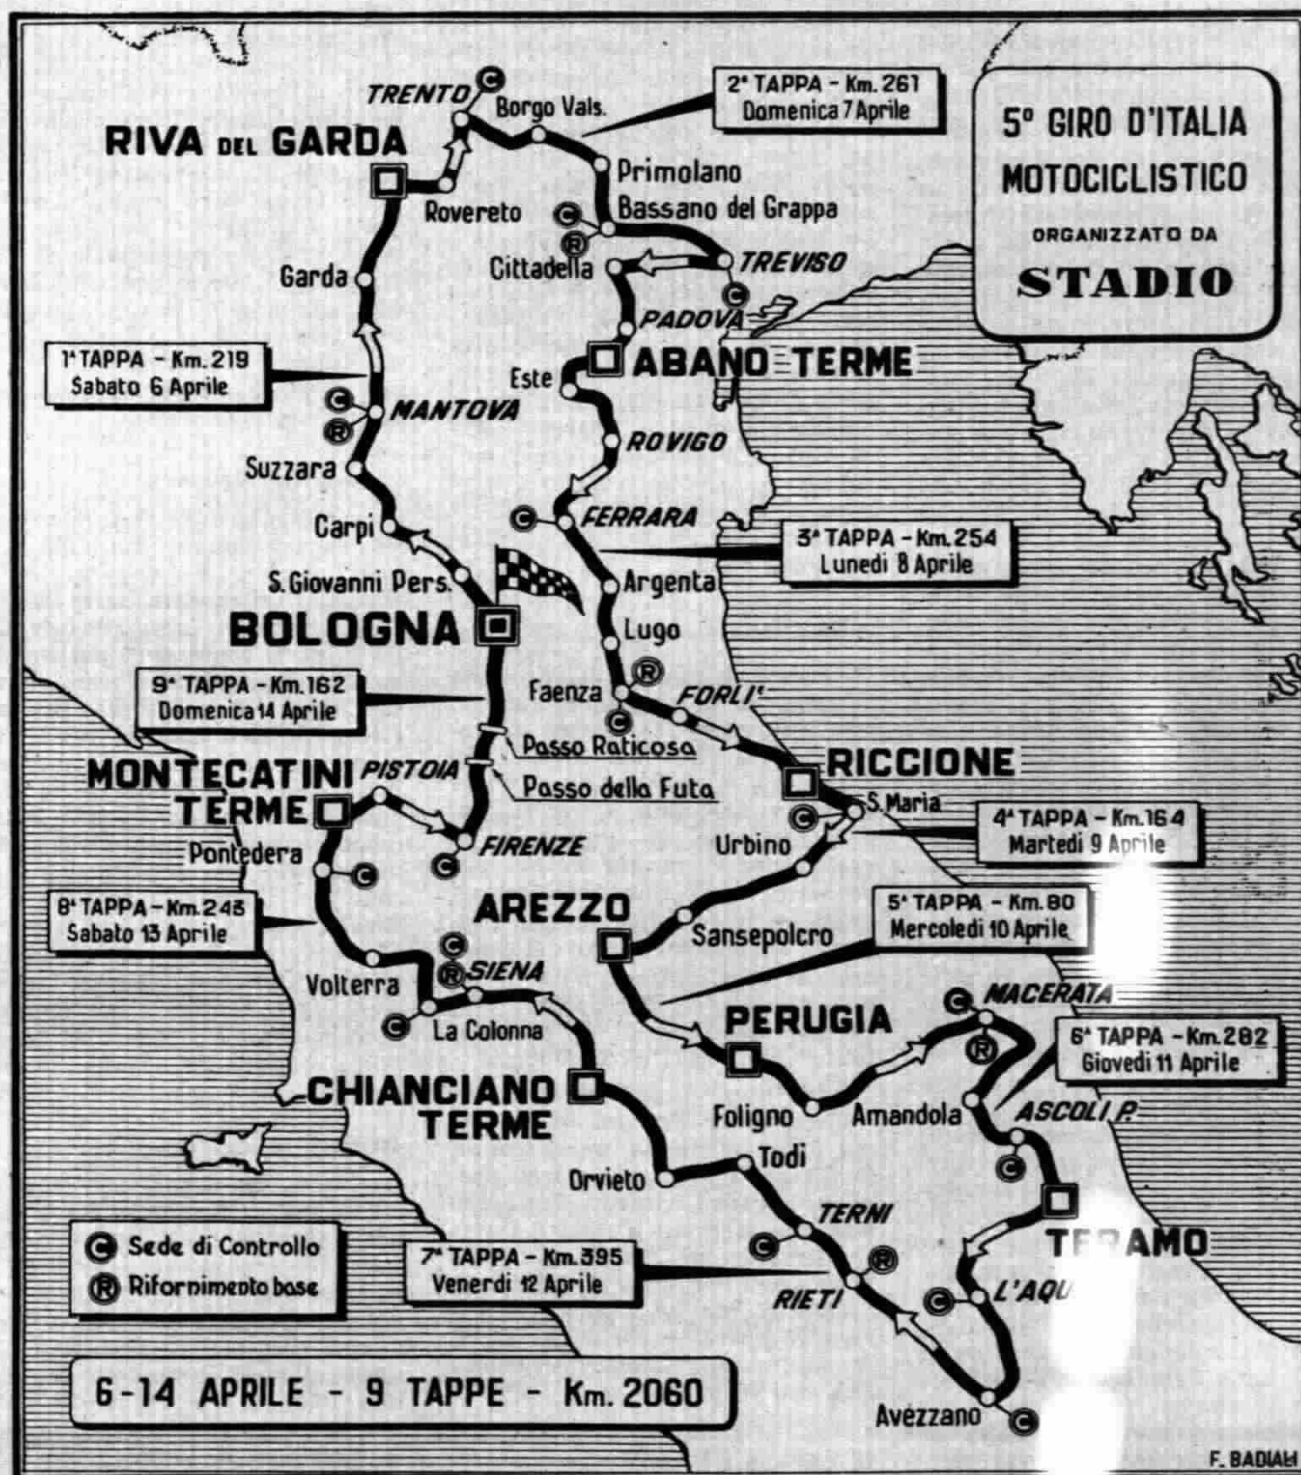 5º GIRO D'ITALIA
MOTOCICLISTICO
ORGANIZZATO DA
STADIO
2ª TAPPA - Km. 261
Domenica 7 Aprile
TRENTO
C
Borgo Vals.
RIVA DEL GARDA
Rovereto
Primolano
Bassano del Grappa
C
R
Cittadella
TREVISO
C
Garda
PADOVA
ABANO TERME
1ª TAPPA - Km. 219
Sabato 6 Aprile
Este
C
R
MANTOVA
ROVIGO
Suzzara
C
FERRARA
Carpi
3ª TAPPA - Km. 254
Lunedi 8 Aprile
S. Giovanni Pers.
Argenta
BOLOGNA
Lugo
9ª TAPPA - Km. 162
Domenica 14 Aprile
Faenza
R
C
FORLI'
Passo Raticosa
Passo della Futa
RICCIONE
MONTECATINI
TERME
PISTOIA
S. Maria
C
4ª TAPPA - Km. 164
Martedi 9 Aprile
Urbino
Pontedera
C
FIRENZE
C
8ª TAPPA - Km. 243
Sabato 13 Aprile
AREZZO
5ª TAPPA - Km. 80
Mercoledi 10 Aprile
Sansepolcro
Volterra
C
R
SIENA
C
La Colonna
PERUGIA
C
MACERATA
R
6ª TAPPA - Km. 282
Giovedi 11 Aprile
CHIANCIANO
TERME
Foligno
Amandola
ASCOLI P.
C
Orvieto
Todi
TERNI
C
TERAMO
7ª TAPPA - Km. 395
Venerdi 12 Aprile
R
RIETI
C
C Sede di Controllo
R Rifornimento base
6-14 APRILE - 9 TAPPE - Km. 2060
Avezzano
C
F. BADIALI